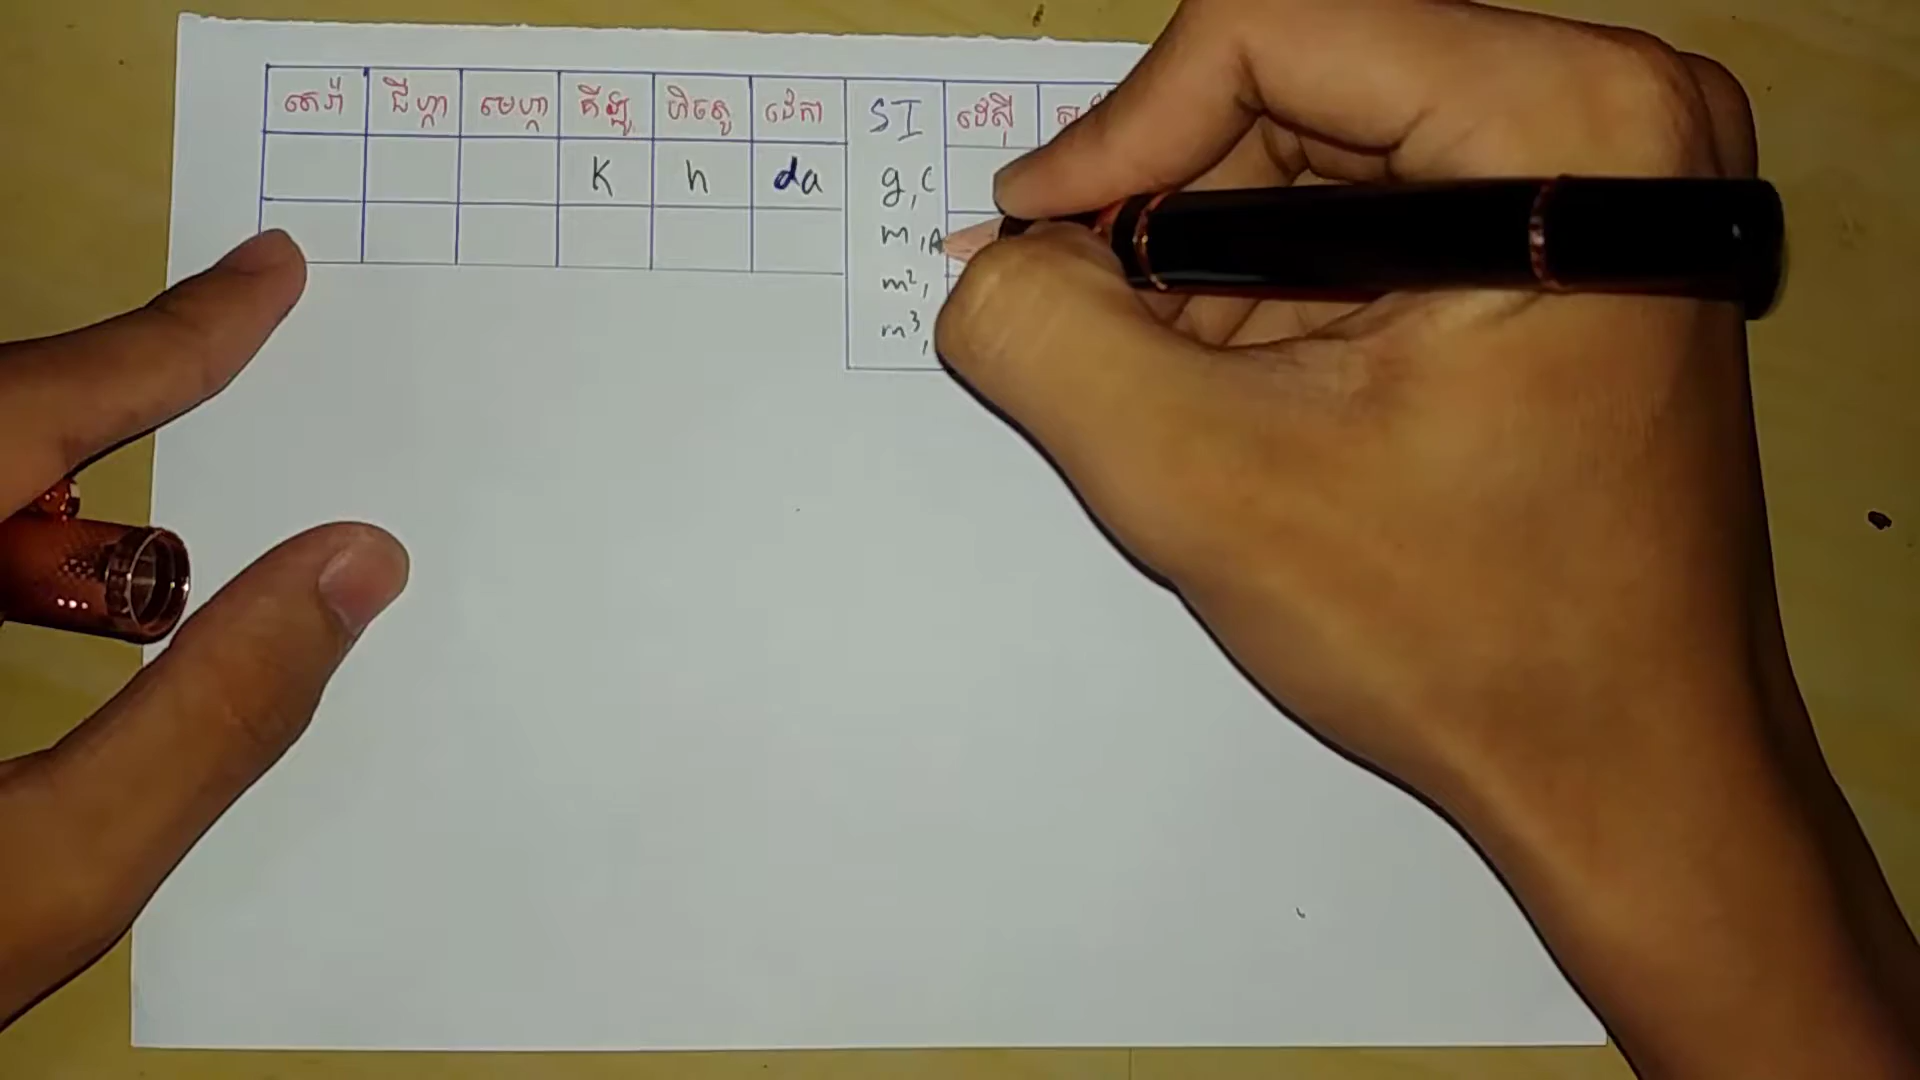 តេរ៉ា ជីហ្គា មេហ្គា គីឡូ ហិចតូ ដេកា SI ដេស៊ី
K h da g, C
m, A
m²,
m³,